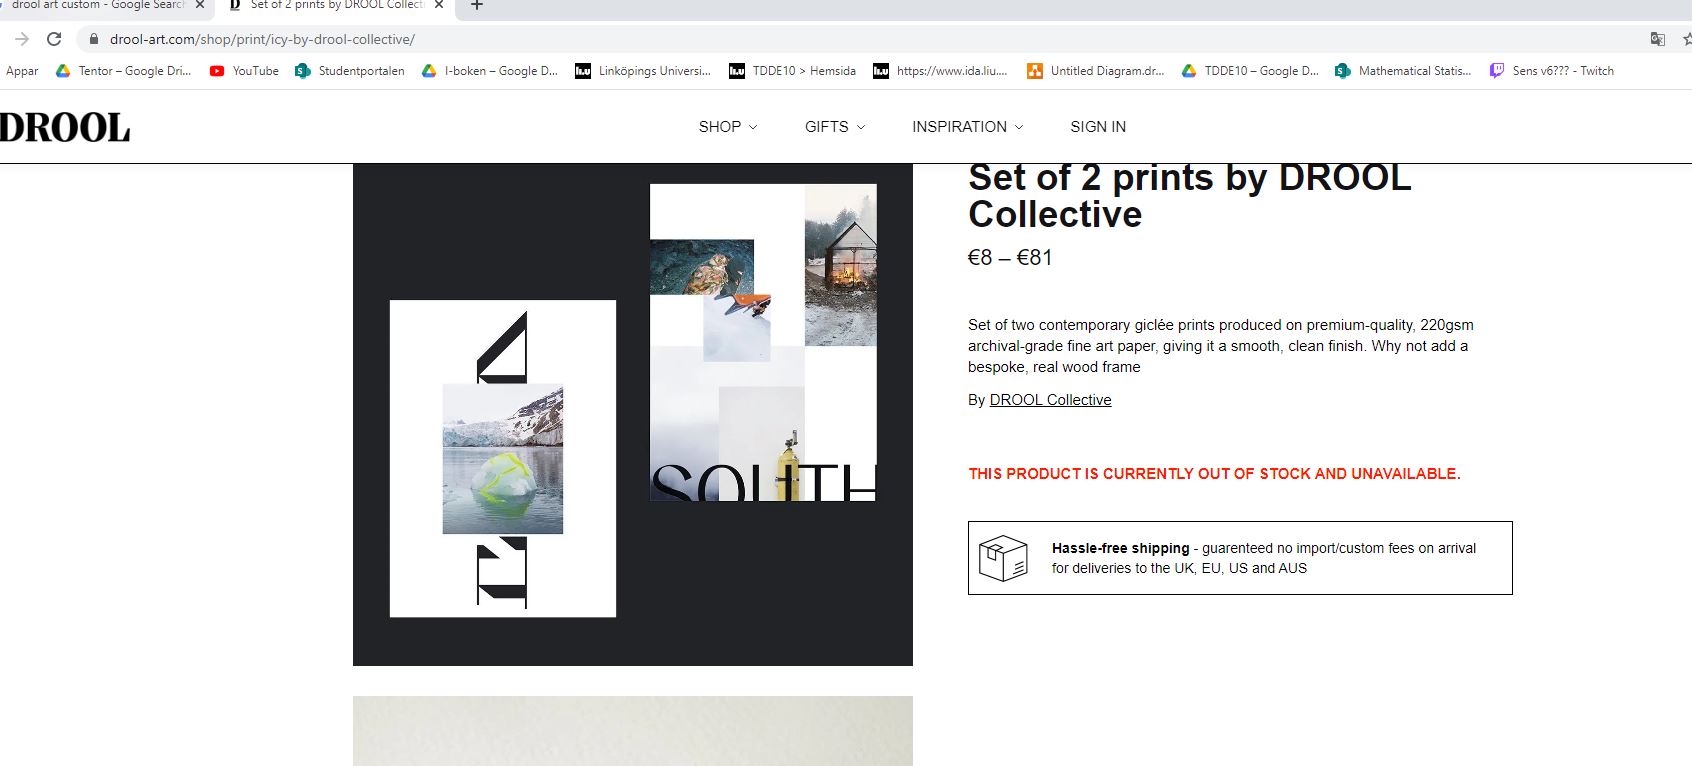 drool art custom - Google Search
Set of 2 prints by DROOL Collecti
drool-art.com/shop/print/icy-by-drool-collective/
Appar
Tentor – Google Dri...
YouTube
Studentportalen
I-boken – Google D...
Linköpings Universi...
TDDE10 > Hemsida
https://www.ida.liu....
Untitled Diagram.dr...
TDDE10 – Google D...
Mathematical Statis...
Sens v6??? - Twitch
DROOL
SHOP
GIFTS
INSPIRATION
SIGN IN
SOUTH
Set of 2 prints by DROOL
Collective
€8 – €81
Set of two contemporary giclée prints produced on premium-quality, 220gsm
archival-grade fine art paper, giving it a smooth, clean finish. Why not add a
bespoke, real wood frame
By DROOL Collective
THIS PRODUCT IS CURRENTLY OUT OF STOCK AND UNAVAILABLE.
Hassle-free shipping - guarenteed no import/custom fees on arrival
for deliveries to the UK, EU, US and AUS